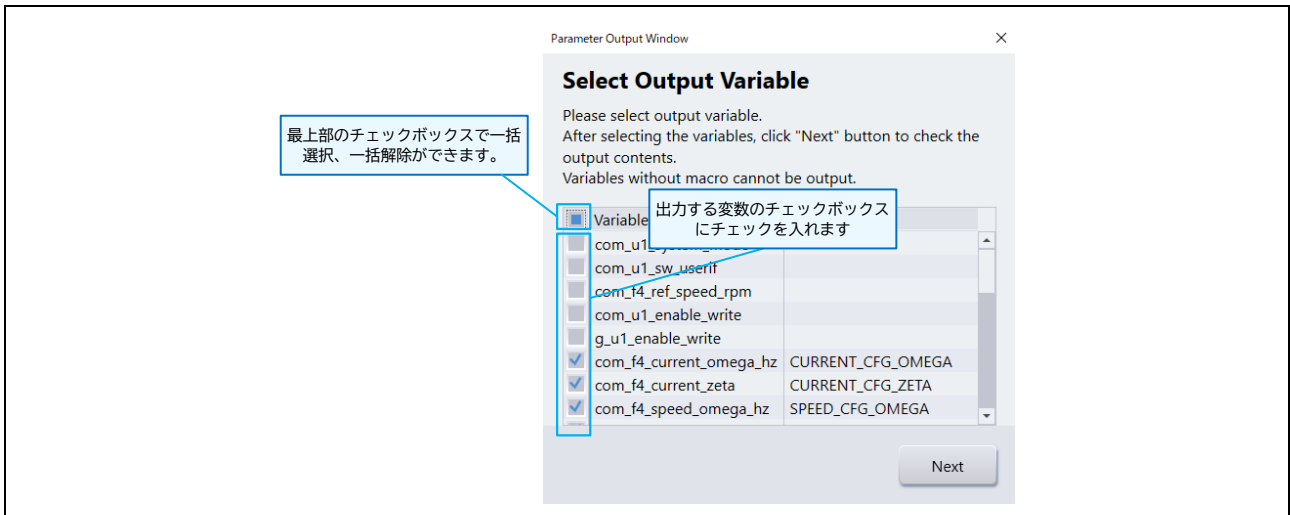 Parameter Output Window
Select Output Variable
Please select output variable.
After selecting the variables, click "Next" button to check the
output contents.
Variables without macro cannot be output.
最上部のチェックボックスで一括
選択、一括解除ができます。
出力する変数のチェックボックス
にチェックを入れます
Variable
com_u1_sw_userif
com_f4_ref_speed_rpm
com_u1_enable_write
g_u1_enable_write
com_f4_current_omega_hz CURRENT_CFG_OMEGA
com_f4_current_zeta CURRENT_CFG_ZETA
com_f4_speed_omega_hz SPEED_CFG_OMEGA
Next